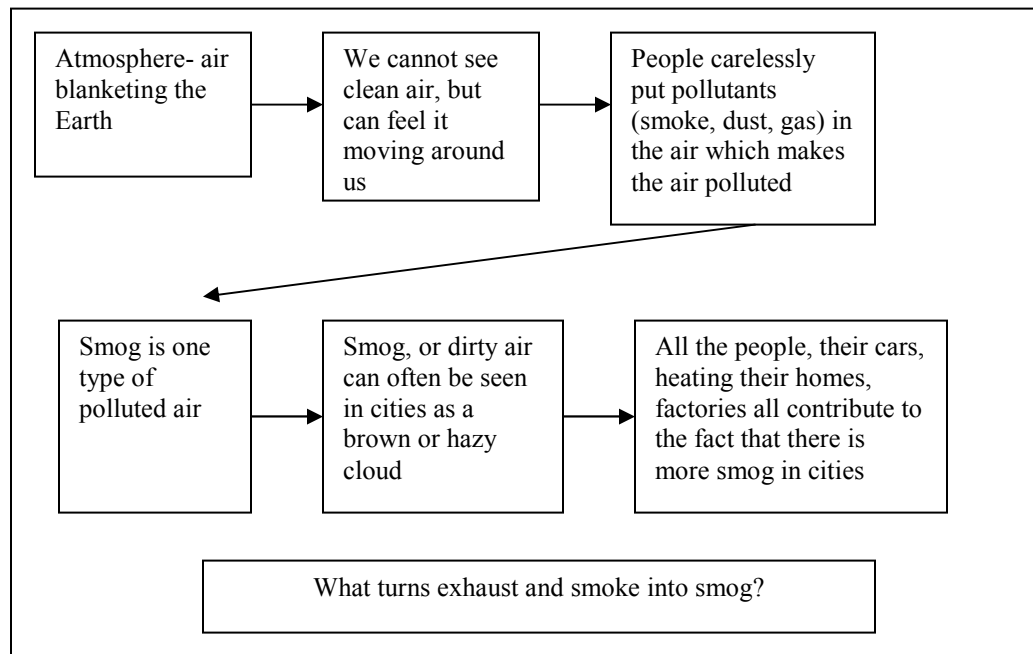 Atmosphere- air
blanketing the
Earth
We cannot see
clean air, but
can feel it
moving around
us
People carelessly
put pollutants
(smoke, dust, gas) in
the air which makes
the air polluted
Smog is one
type of
polluted air
Smog, or dirty air
can often be seen
in cities as a
brown or hazy
cloud
All the people, their cars,
heating their homes,
factories all contribute to
the fact that there is
more smog in cities
What turns exhaust and smoke into smog?